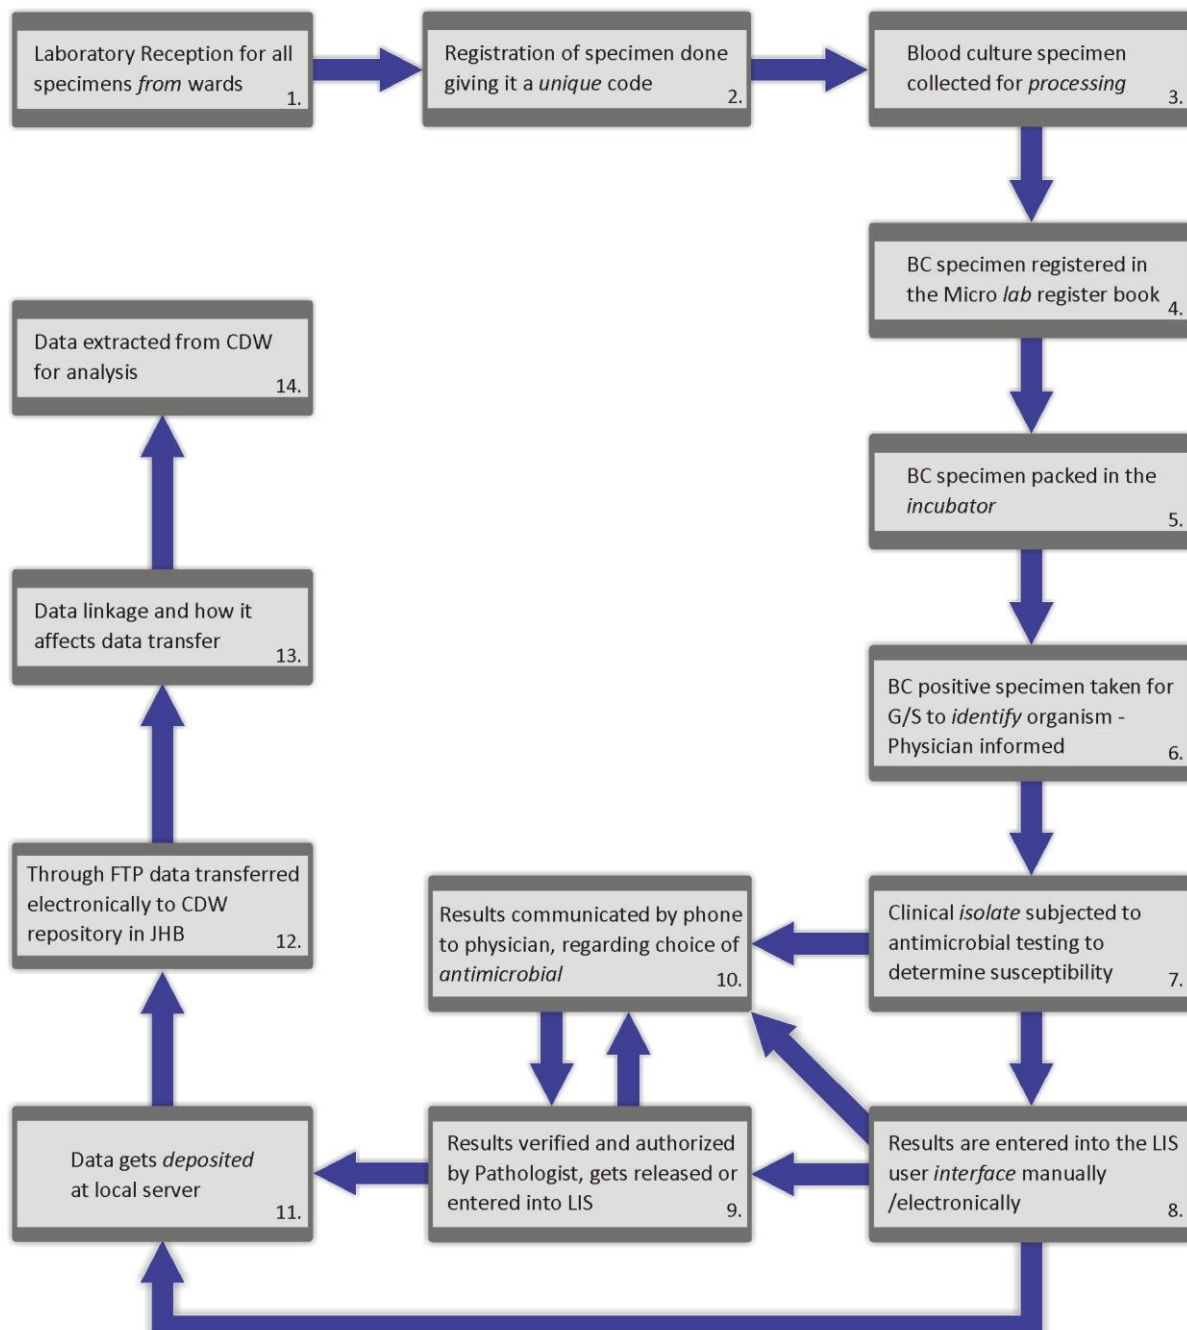 Laboratory Reception for all
specimens from wards
1.
Registration of specimen done
giving it a unique code
2.
Blood culture specimen
collected for processing
3.
BC specimen registered in
the Micro lab register book
4.
BC specimen packed in the
incubator
5.
BC positive specimen taken for
G/S to identify organism -
Physician informed
6.
Clinical isolate subjected to
antimicrobial testing to
determine susceptibility
7.
Results are entered into the LIS
user interface manually
/electronically
8.
Results verified and authorized
by Pathologist, gets released or
entered into LIS
9.
Results communicated by phone
to physician, regarding choice of
antimicrobial
10.
Data gets deposited
at local server
11.
Through FTP data transferred
electronically to CDW
repository in JHB
12.
Data linkage and how it
affects data transfer
13.
Data extracted from CDW
for analysis
14.